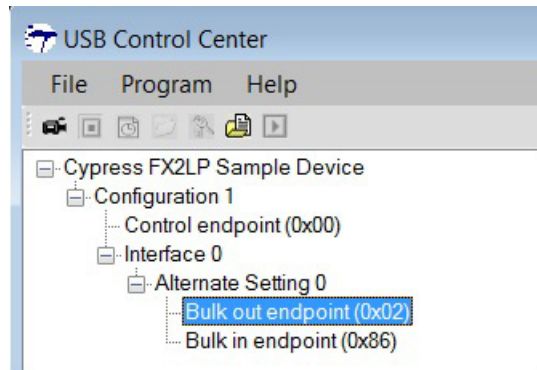 USB Control Center
File Program Help
Cypress FX2LP Sample Device
Configuration 1
Control endpoint (0x00)
Interface 0
Alternate Setting 0
Bulk out endpoint (0x02)
Bulk in endpoint (0x86)